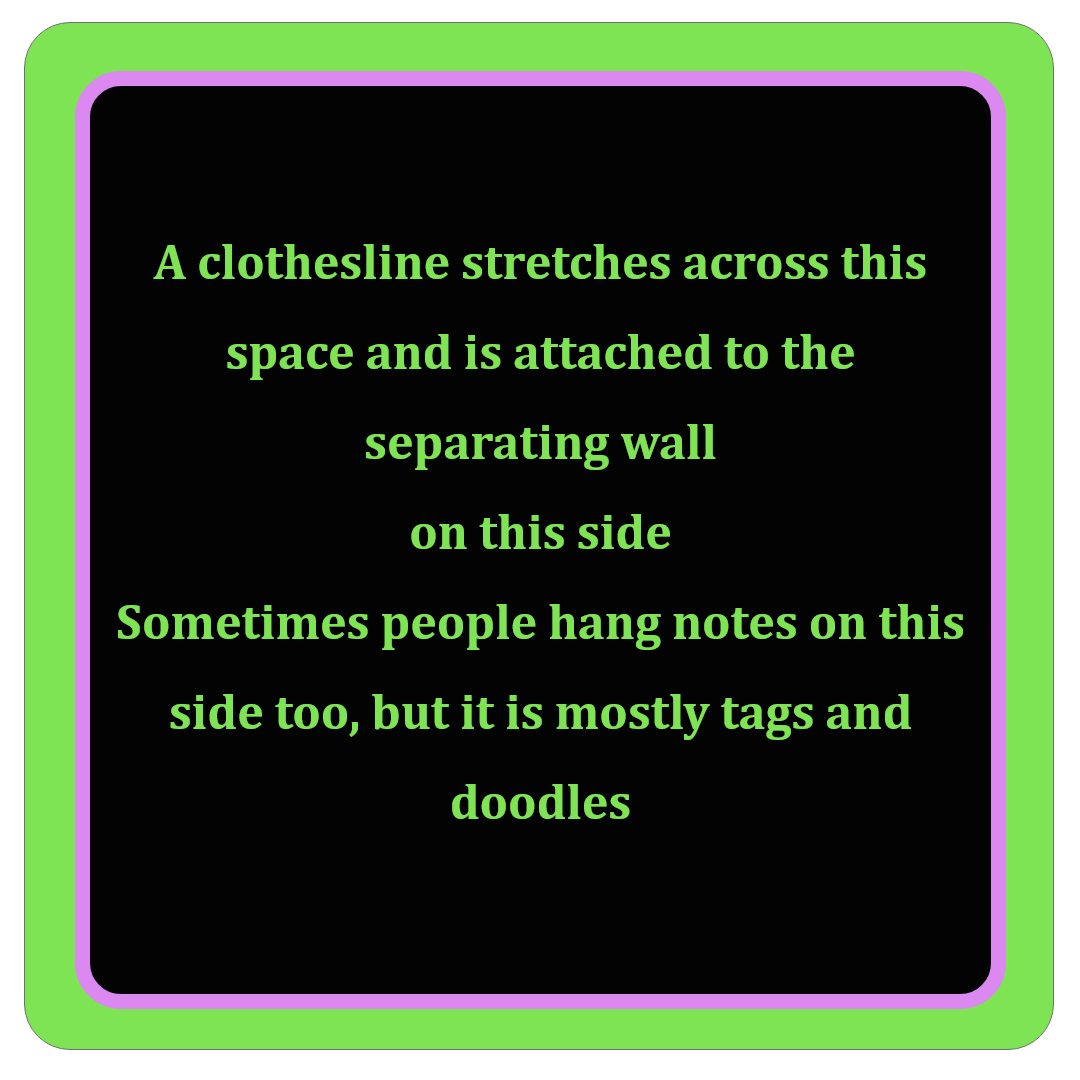 A clothesline stretches across this
space and is attached to the
separating wall
on this side
Sometimes people hang notes on this
side too, but it is mostly tags and
doodles